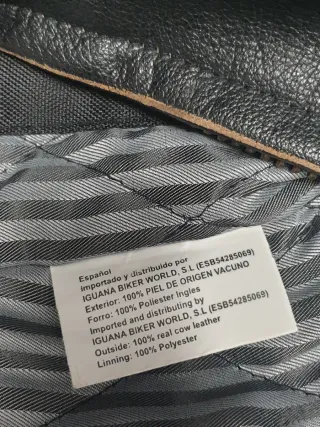 Español
Importado y distribuido por
IGUANA BIKER WORLD, S.L (ESB54285069)
Exterior: 100% PIEL DE ORIGEN VACUNO
Forro: 100% Poliester Ingles
Imported and distributing by
IGUANA BIKER WORLD, S.L (ESB54285069)
Outside: 100% real cow leather
Linning: 100% Polyester